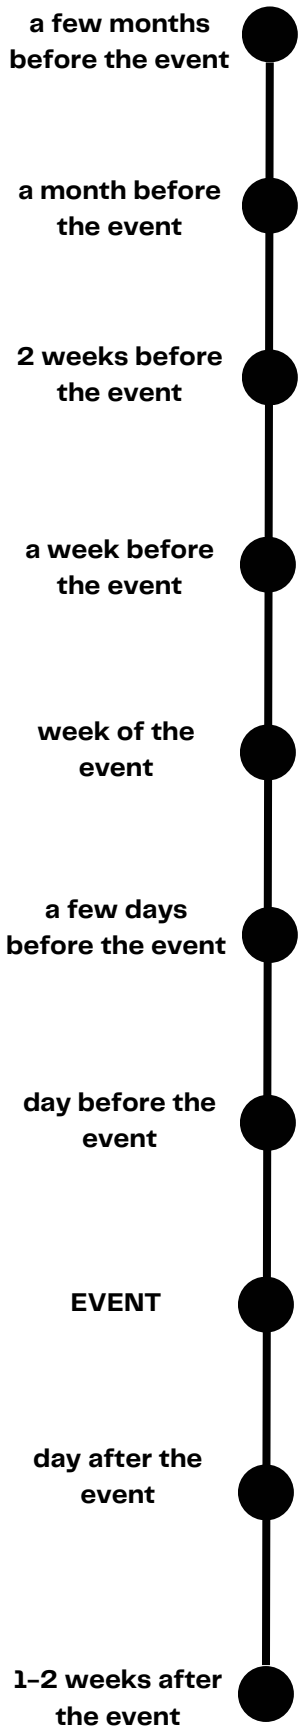 a few months
before the event
a month before
the event
2 weeks before
the event
a week before
the event
week of the
event
a few days
before the event
day before the
event
EVENT
day after the
event
1-2 weeks after
the event